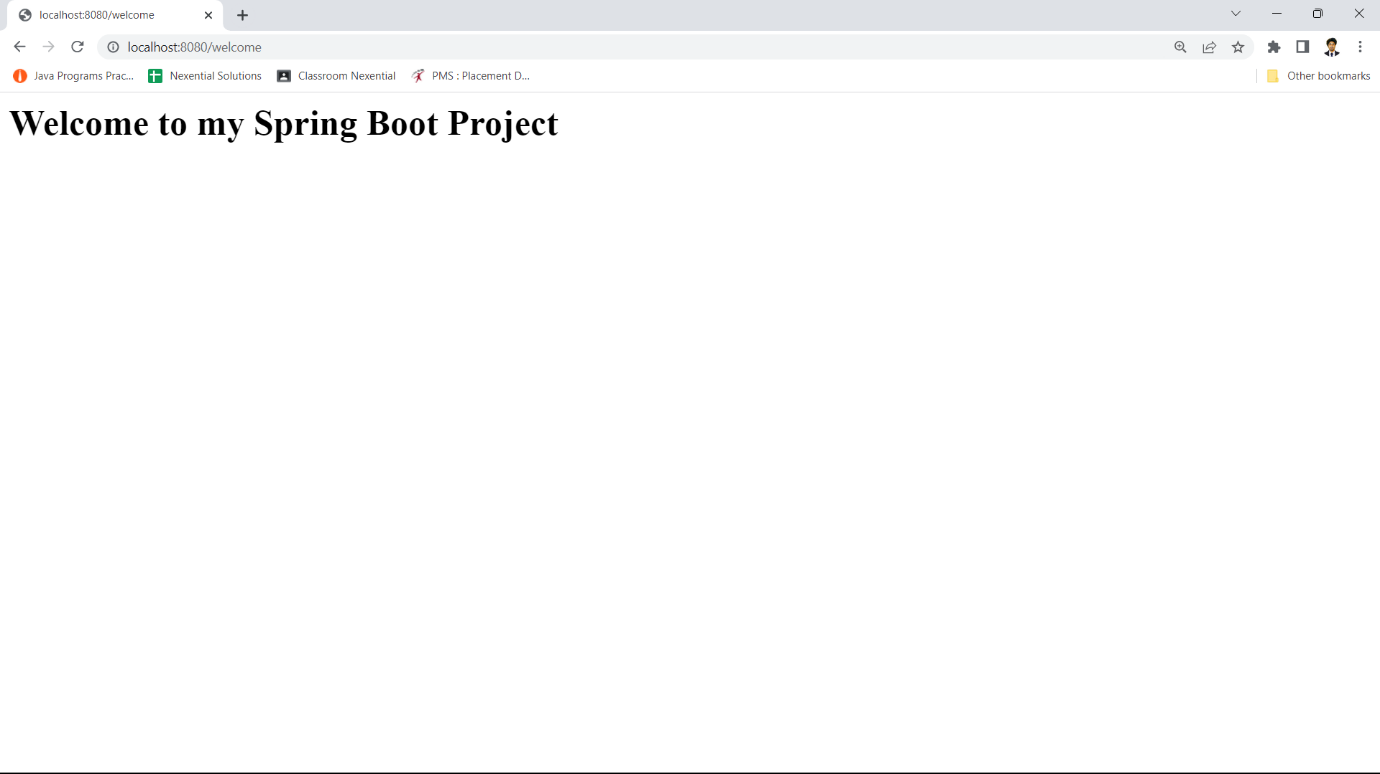 localhost:8080/welcome
localhost:8080/welcome
Java Programs Prac...
Nexential Solutions
Classroom Nexential
PMS : Placement D...
Other bookmarks
Welcome to my Spring Boot Project